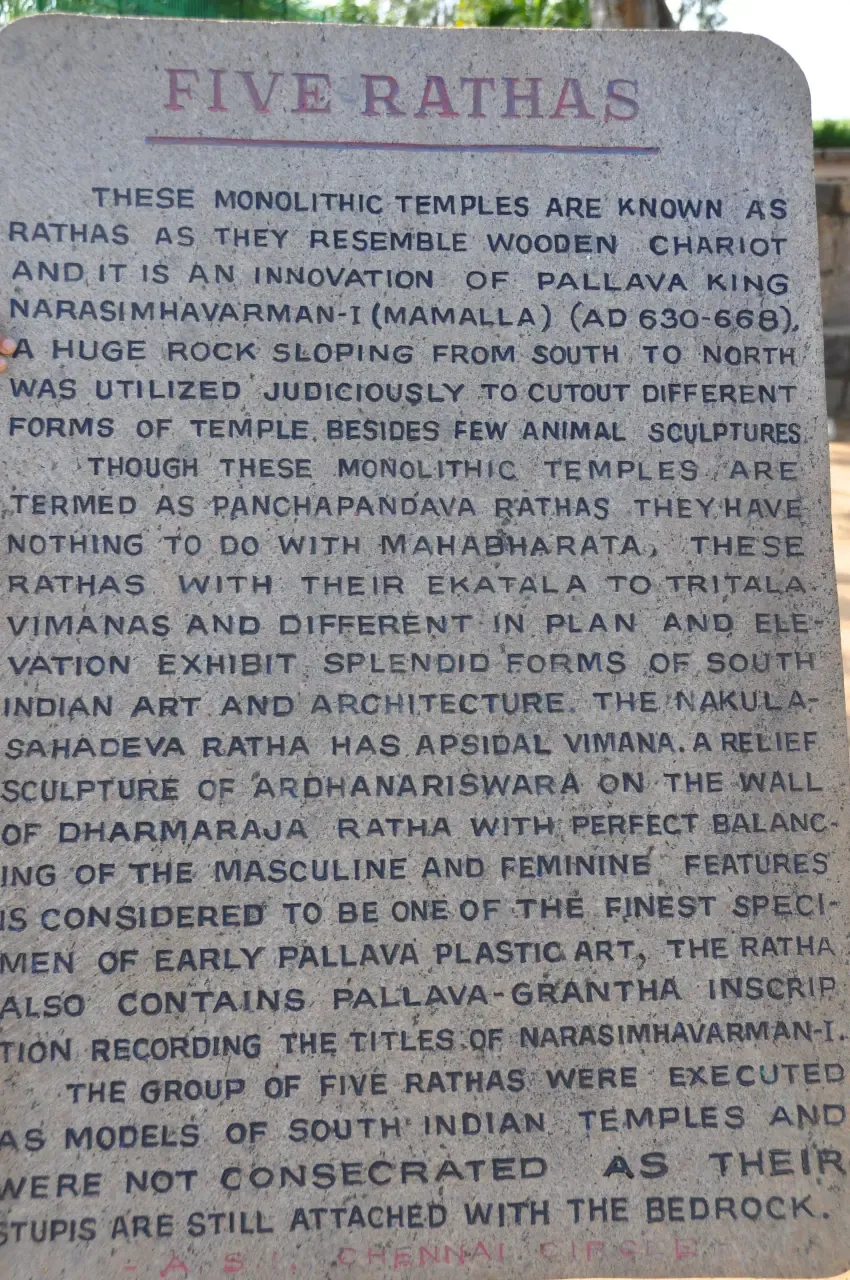 FIVE RATHAS
THESE MONOLITHIC TEMPLES ARE KNOWN AS
RATHAS AS THEY RESEMBLE WOODEN CHARIOT
AND IT IS AN INNOVATION OF PALLAVA KING
NARASIMHAVARMAN-I (MAMALLA) (AD 630-668).
A HUGE ROCK SLOPING FROM SOUTH TO NORTH
WAS UTILIZED JUDICIOUSLY TO CUTOUT DIFFERENT
FORMS OF TEMPLE BESIDES FEW ANIMAL SCULPTURES
THOUGH THESE MONOLITHIC TEMPLES ARE
TERMED AS PANCHAPANDAVA RATHAS THEY HAVE
NOTHING TO DO WITH MAHABHARATA, THESE
RATHAS WITH THEIR EKATALA TO TRITALA
VIMANAS AND DIFFERENT IN PLAN AND ELE-
VATION EXHIBIT SPLENDID FORMS OF SOUTH
INDIAN ART AND ARCHITECTURE. THE NAKULA-
SAHADEVA RATHA HAS APSIDAL VIMANA. A RELIEF
SCULPTURE OF ARDHANARISWARA ON THE WALL
OF DHARMARAJA RATHA WITH PERFECT BALANC-
ING OF THE MASCULINE AND FEMININE FEATURES
IS CONSIDERED TO BE ONE OF THE FINEST SPECI-
MEN OF EARLY PALLAVA PLASTIC ART, THE RATHA
ALSO CONTAINS PALLAVA-GRANTHA INSCRIP
TION RECORDING THE TITLES OF NARASIMHAVARMAN-I.
THE GROUP OF FIVE RATHAS WERE EXECUTED
AS MODELS OF SOUTH INDIAN TEMPLES AND
WERE NOT CONSECRATED AS THEIR
STUPIS ARE STILL ATTACHED WITH THE BEDROCK.
- A.S.I. CHENNAI CIRCLE